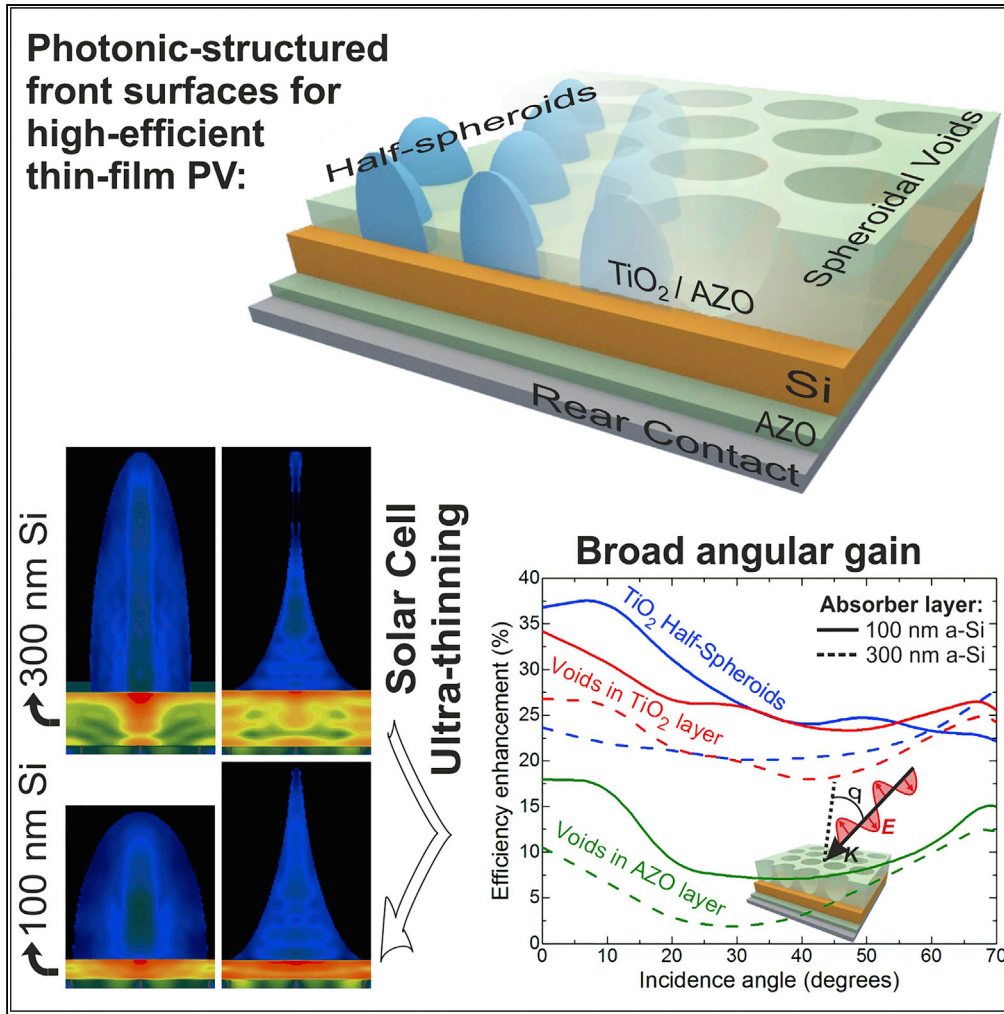 Photonic-structured
front surfaces for
high-efficient
thin-film PV:
Half-spheroids
Spheroidal Voids
TiO₂ / AZO
Si
AZO
Rear Contact
300 nm Si
100 nm Si
Solar Cell
Ultra-thinning
Broad angular gain
Efficiency enhancement (%)
40
35
30
25
20
15
10
5
0
TiO₂ Half-Spheroids
Absorber layer:
100 nm a-Si
300 nm a-Si
Voids in TiO₂ layer
Voids in AZO layer
q
E
K
0 10 20 30 40 50 60 70
Incidence angle (degrees)